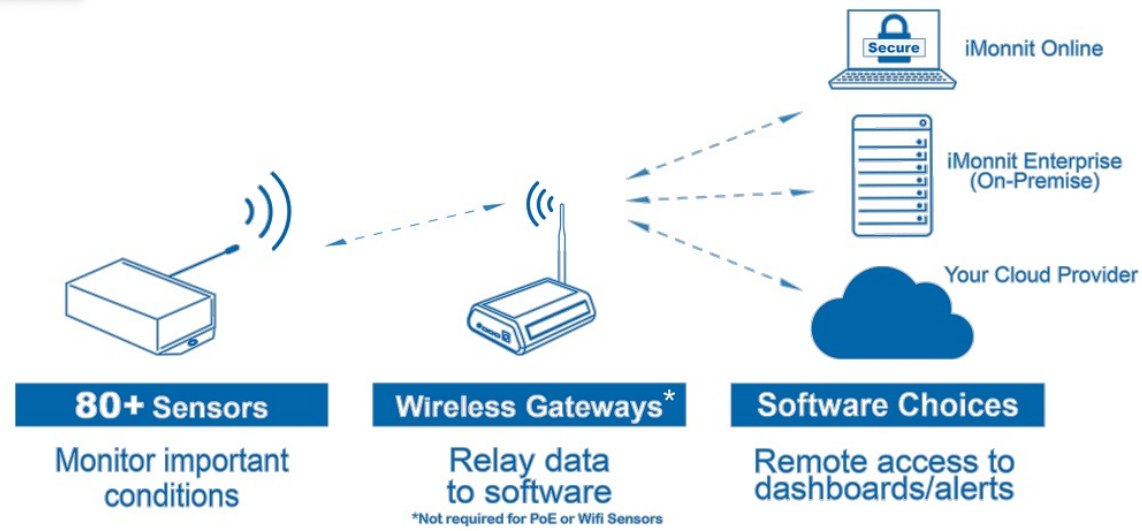 Secure
iMonnit Online
iMonnit Enterprise
(On-Premise)
Your Cloud Provider
80+ Sensors
Monitor important
conditions
Wireless Gateways*
Relay data
to software
*Not required for PoE or Wifi Sensors
Software Choices
Remote access to
dashboards/alerts